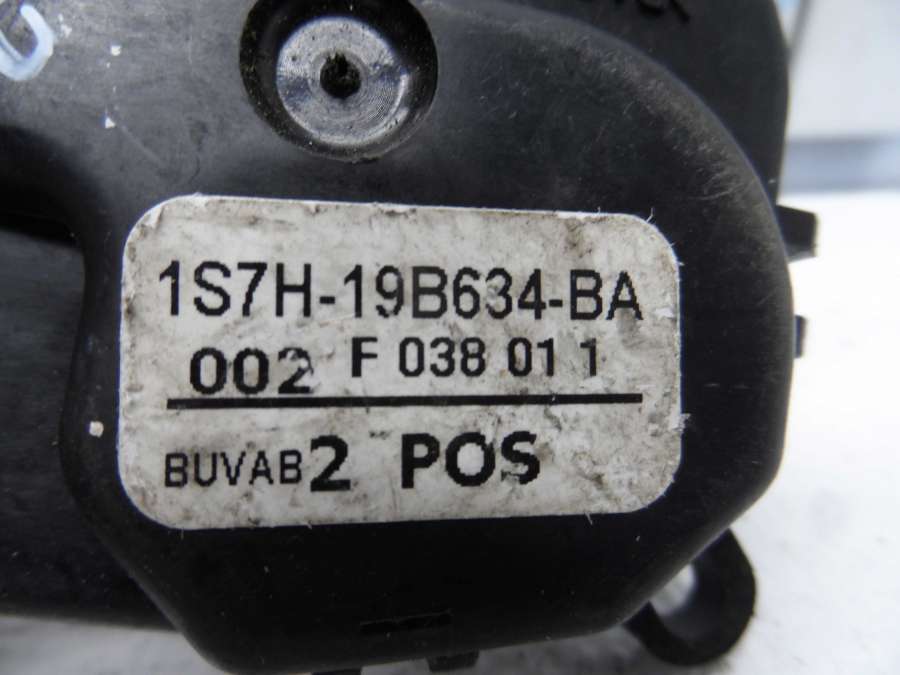 1S7H-19B634-BA
002 F 038 01 1
BUVAB2 POS